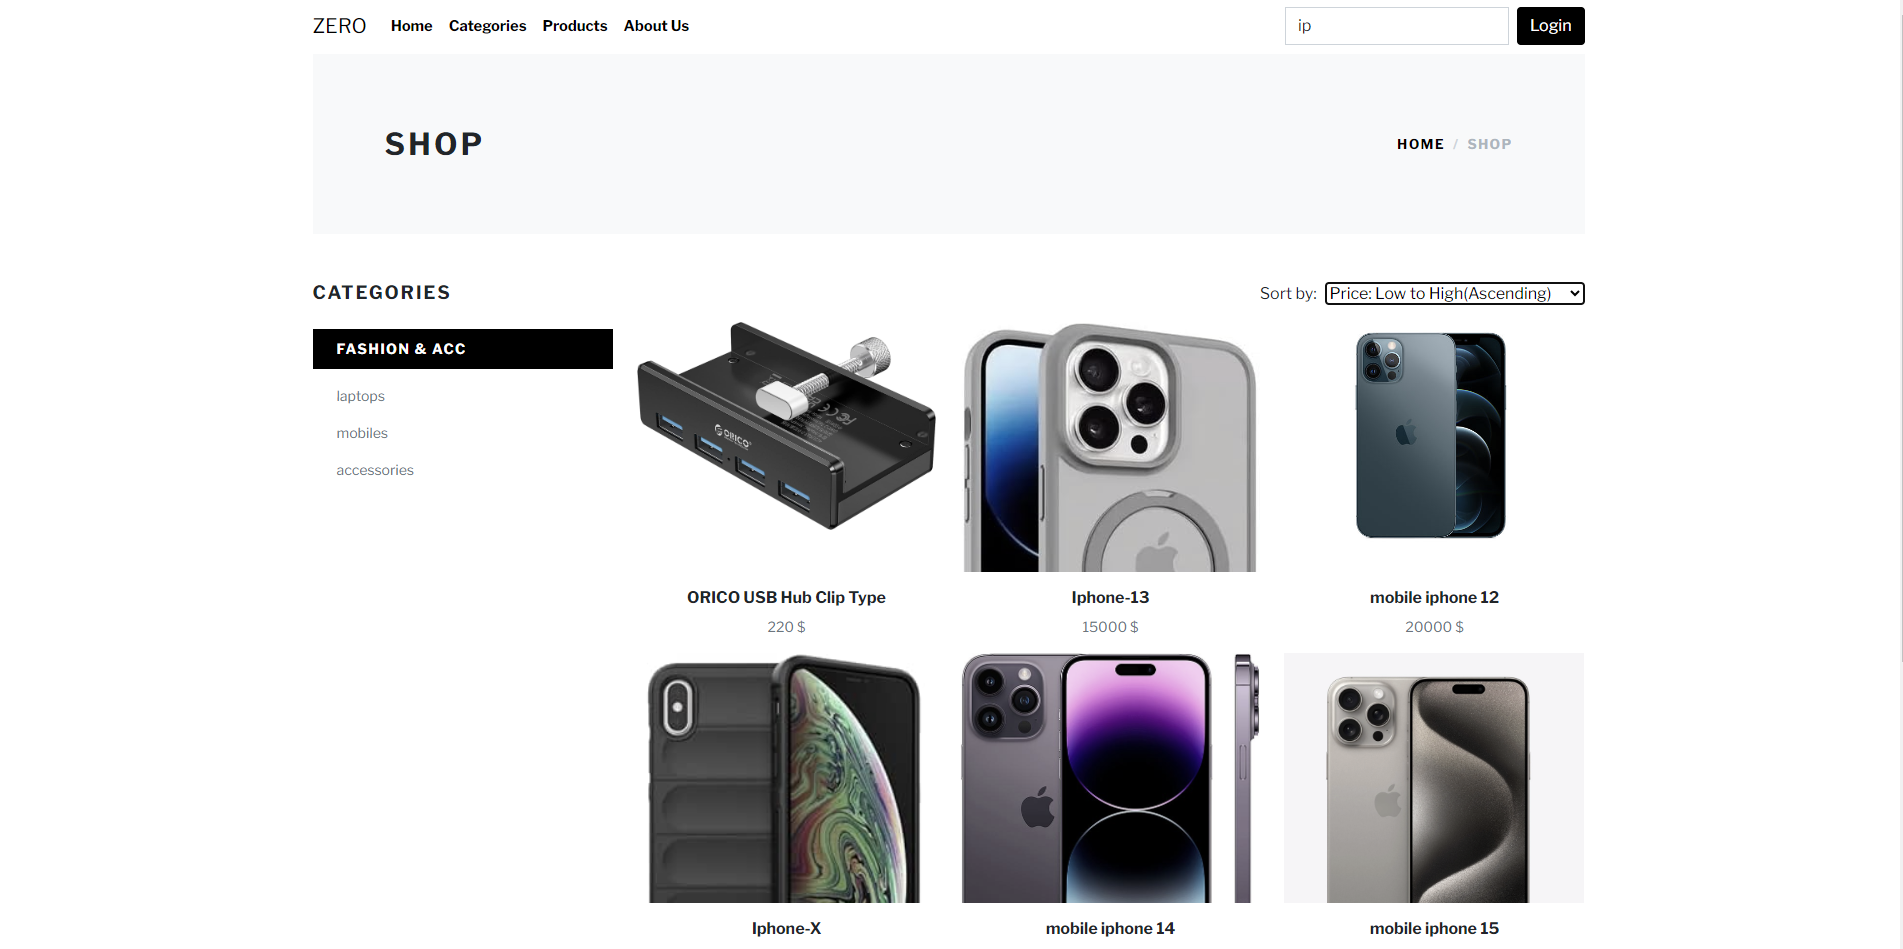 ZERO Home Categories Products About Us ip Login
SHOP
HOME / SHOP
CATEGORIES
Sort by: Price: Low to High(Ascending)
FASHION & ACC
laptops
mobiles
accessories
ORICO
ORICO USB Hub Clip Type
220 $
Iphone-13
15000 $
mobile iphone 12
20000 $
Iphone-X
mobile iphone 14
mobile iphone 15